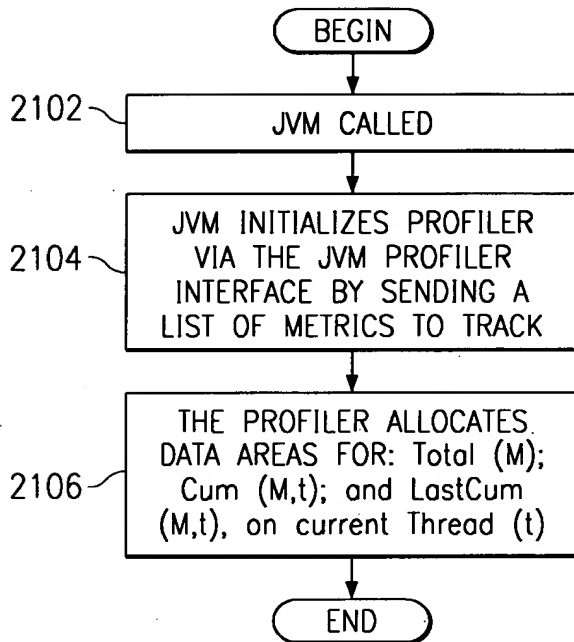 BEGIN
2102
JVM CALLED
2104
JVM INITIALIZES PROFILER
VIA THE JVM PROFILER
INTERFACE BY SENDING A
LIST OF METRICS TO TRACK
2106
THE PROFILER ALLOCATES
DATA AREAS FOR: Total (M);
Cum (M,t); and LastCum
(M,t), on current Thread (t)
END